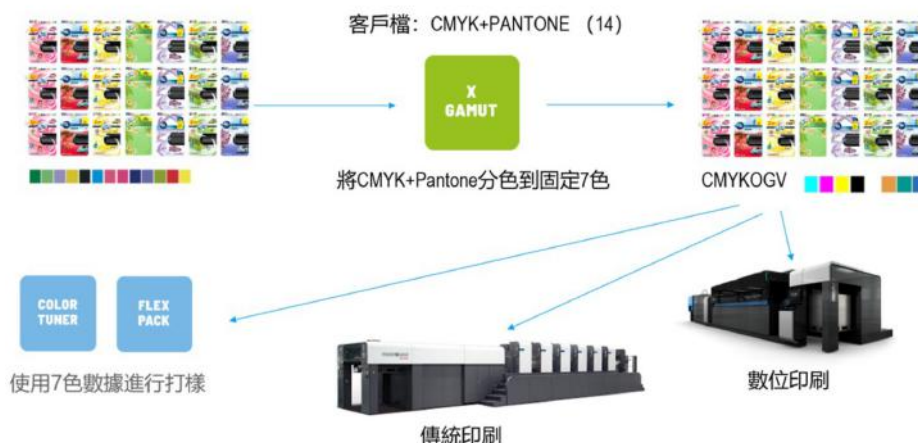 客戶檔：CMYK+PANTONE （14）
X
GAMUT
將CMYK+Pantone分色到固定7色
CMYKOGV
COLOR
TUNER
FLEX
PACK
使用7色數據進行打樣
傳統印刷
數位印刷